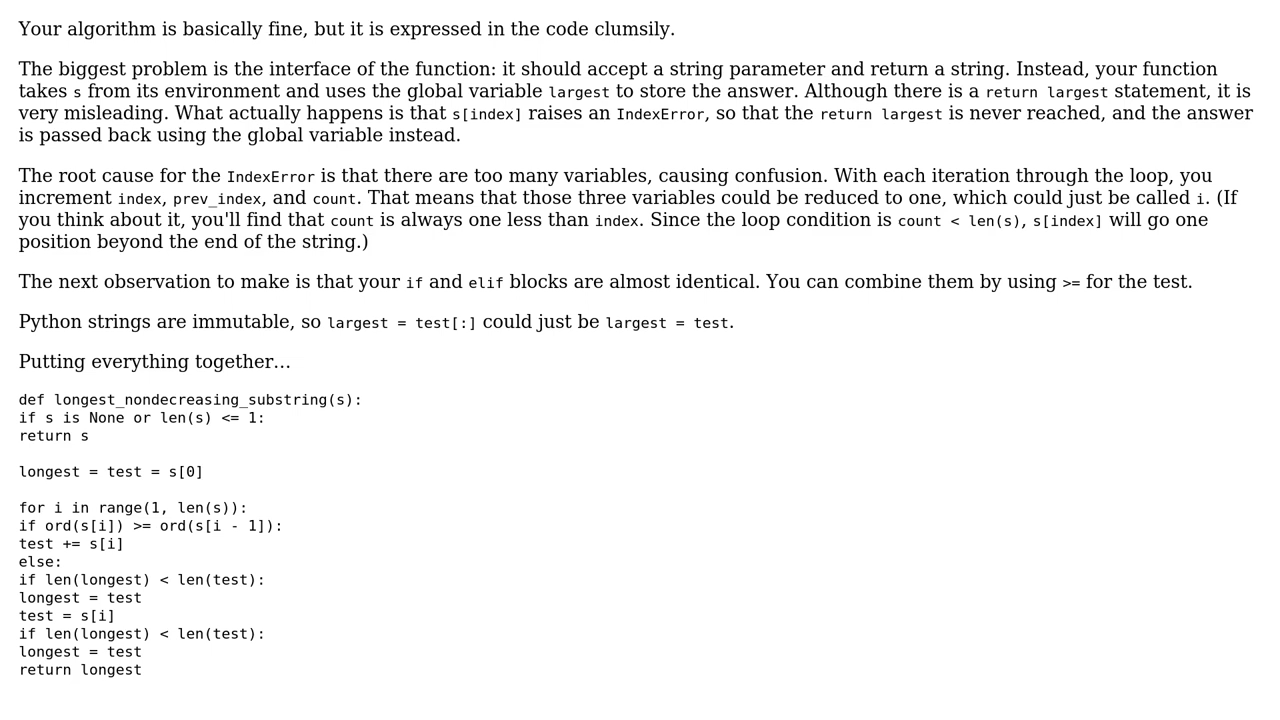 Your algorithm is basically fine, but it is expressed in the code clumsily.
The biggest problem is the interface of the function: it should accept a string parameter and return a string. Instead, your function
takes s from its environment and uses the global variable largest to store the answer. Although there is a return largest statement, it is
very misleading. What actually happens is that s[index] raises an IndexError, so that the return largest is never reached, and the answer
is passed back using the global variable instead.
The root cause for the IndexError is that there are too many variables, causing confusion. With each iteration through the loop, you
increment index, prev_index, and count. That means that those three variables could be reduced to one, which could just be called i. (If
you think about it, you'll find that count is always one less than index. Since the loop condition is count < len(s), s[index] will go one
position beyond the end of the string.)
The next observation to make is that your if and elif blocks are almost identical. You can combine them by using >= for the test.
Python strings are immutable, so largest = test[:] could just be largest = test.
Putting everything together…
def longest_nondecreasing_substring(s):
if s is None or len(s) <= 1:
return s
longest = test = s[0]
for i in range(1, len(s)):
if ord(s[i]) >= ord(s[i - 1]):
test += s[i]
else:
if len(longest) < len(test):
longest = test
test = s[i]
if len(longest) < len(test):
longest = test
return longest